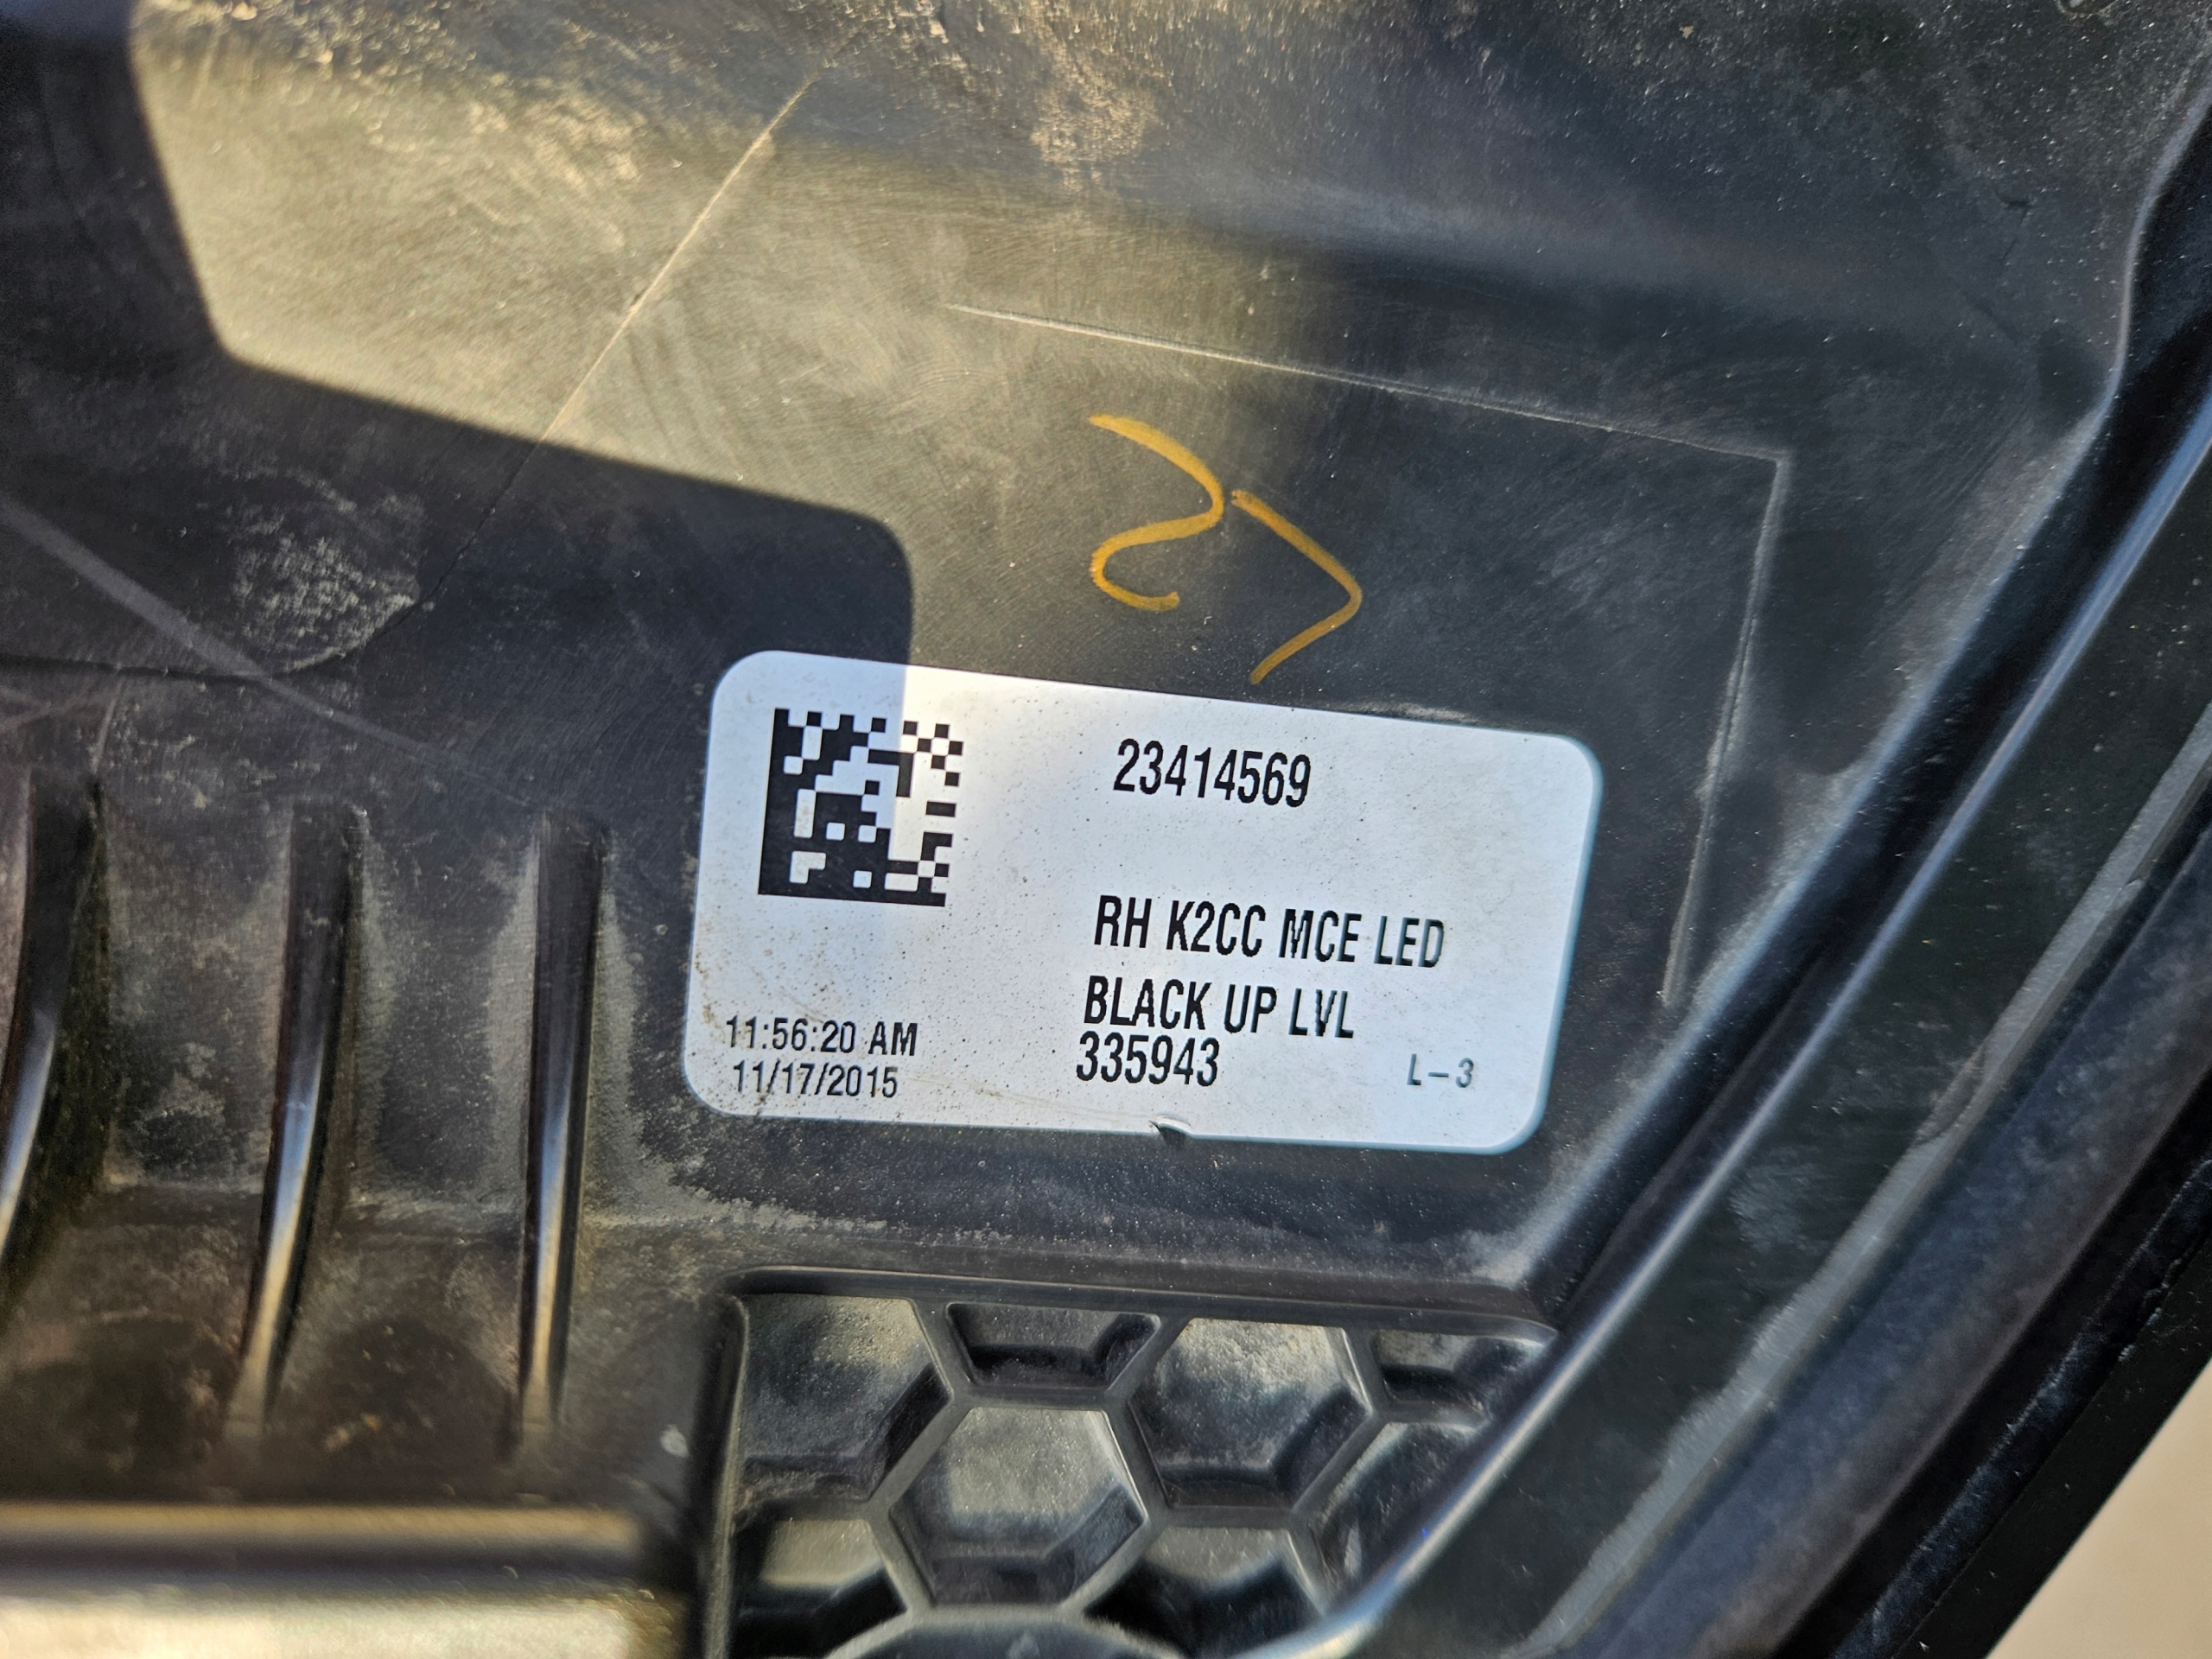 27
23414569
RH K2CC MCE LED
BLACK UP LVL
335943
L-3
11:56:20 AM
11/17/2015